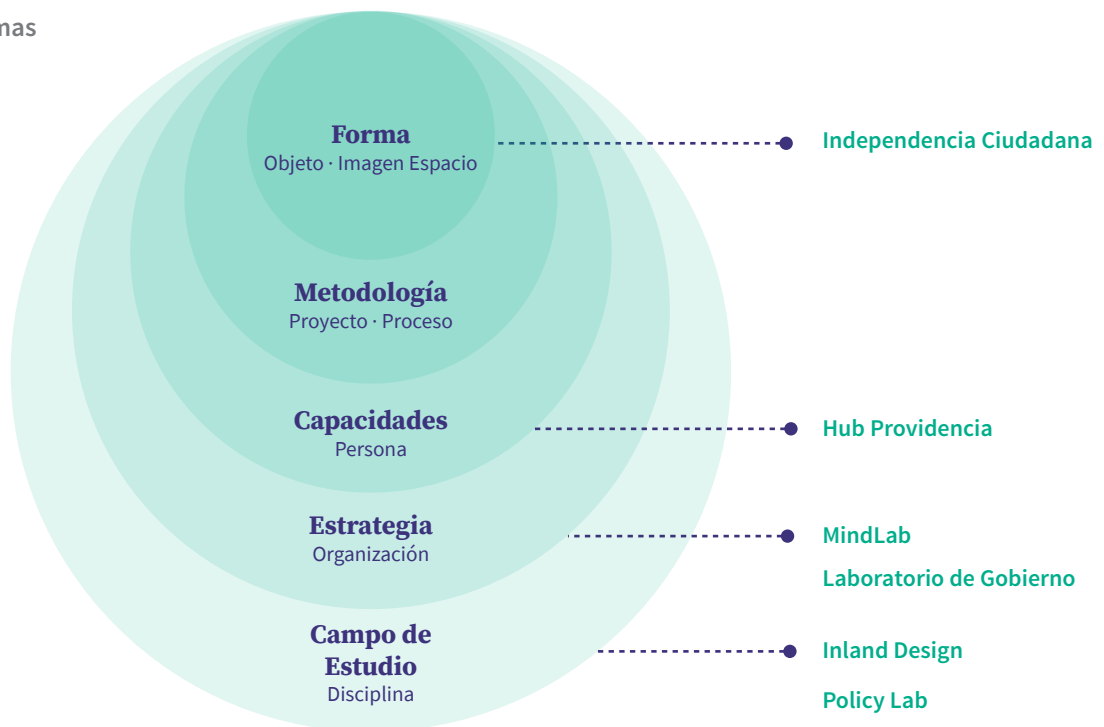 Forma
Objeto · Imagen Espacio
Independencia Ciudadana
Metodología
Proyecto · Proceso
Capacidades
Persona
Hub Providencia
Estrategia
Organización
MindLab
Laboratorio de Gobierno
Campo de
Estudio
Disciplina
Inland Design
Policy Lab